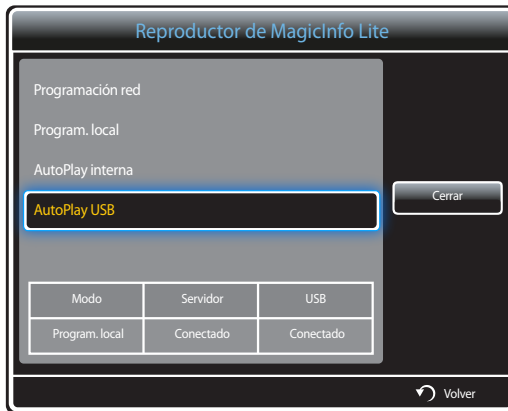 Reproductor de MagicInfo Lite
Programación red
Program. local
AutoPlay interna
AutoPlay USB
Cerrar
Modo Servidor USB
Program. local Conectado Conectado
Volver